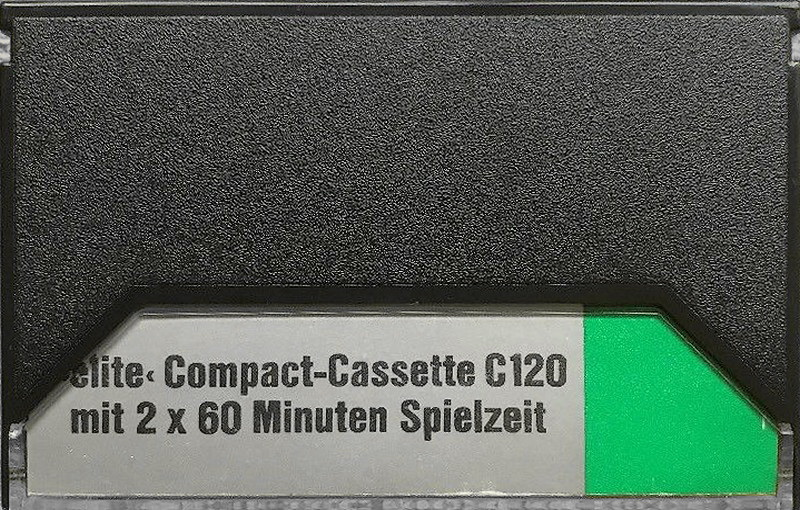 ›elite‹ Compact-Cassette C120
mit 2 x 60 Minuten Spielzeit